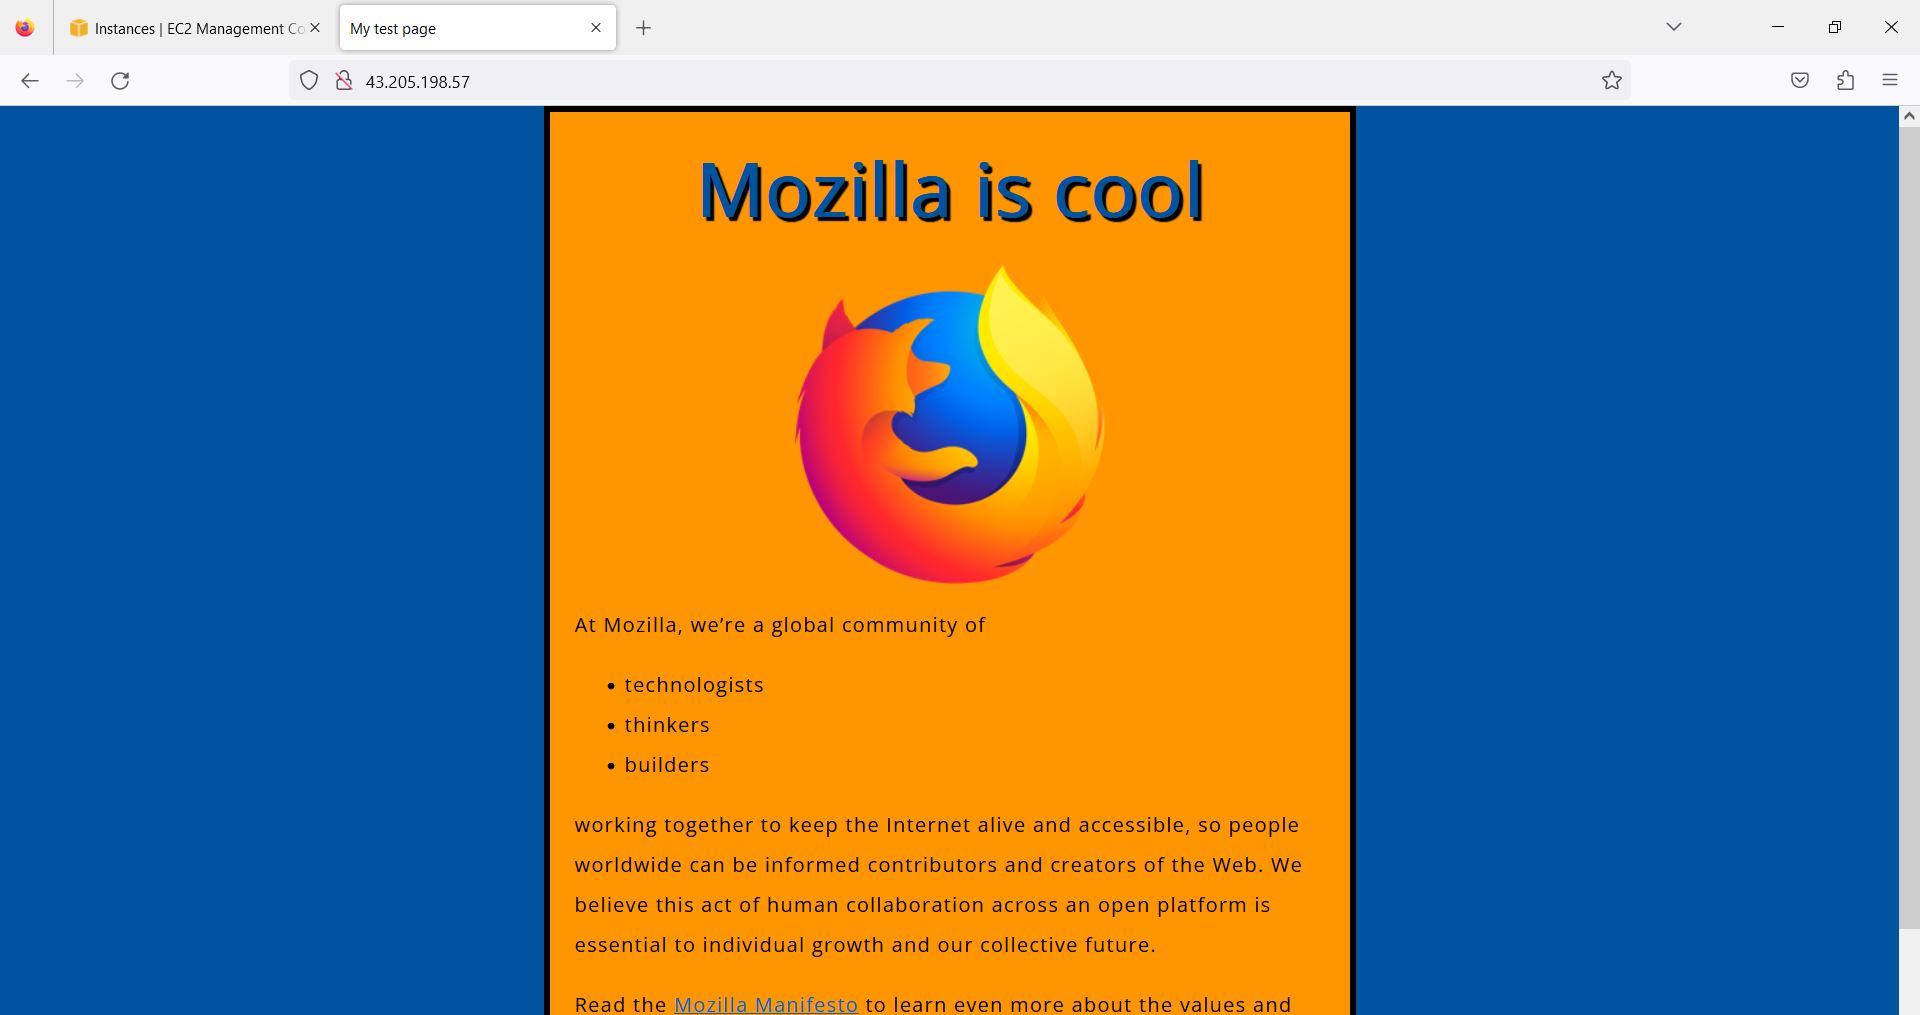 Instances | EC2 Management Co
My test page
43.205.198.57
Mozilla is cool
At Mozilla, we’re a global community of
• technologists
• thinkers
• builders
working together to keep the Internet alive and accessible, so people
worldwide can be informed contributors and creators of the Web. We
believe this act of human collaboration across an open platform is
essential to individual growth and our collective future.
Read the Mozilla Manifesto to learn even more about the values and